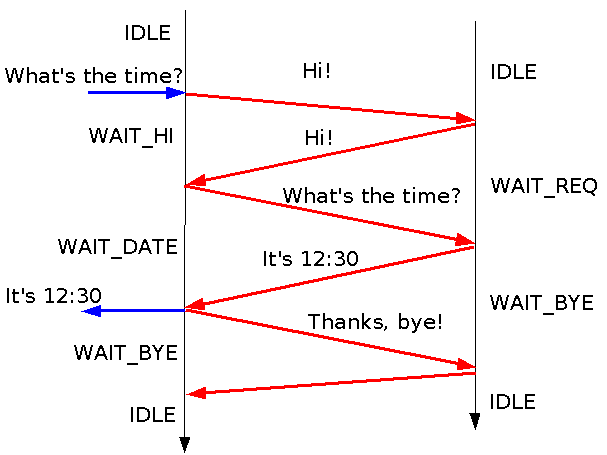 IDLE
What's the time?
Hi!
IDLE
WAIT_HI
Hi!
What's the time?
WAIT_REQ
WAIT_DATE
It's 12:30
It's 12:30
WAIT_BYE
Thanks, bye!
WAIT_BYE
IDLE
IDLE